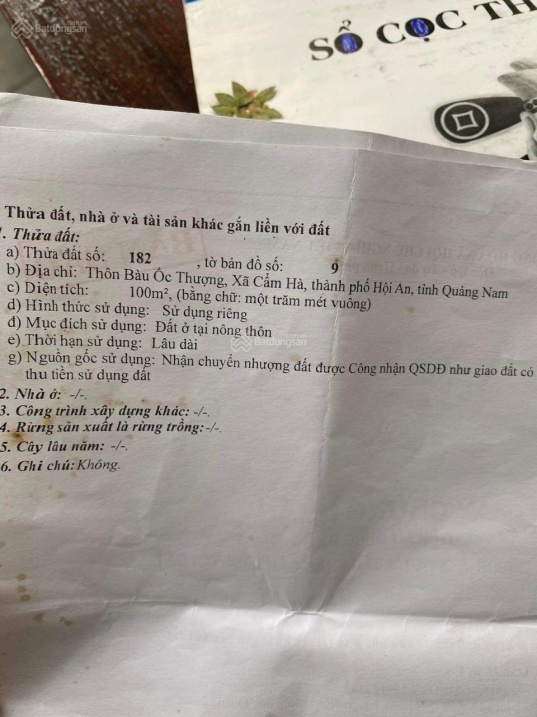 Batdongsan
SỔ CỌC TH
Thửa đất, nhà ở và tài sản khác gắn liền với đất
1. Thửa đất:
a) Thửa đất số: 182 , tờ bản đồ số: 9
b) Địa chỉ: Thôn Bàu Ốc Thượng, Xã Cẩm Hà, thành phố Hội An, tỉnh Quảng Nam
c) Diện tích: 100m², (bằng chữ: một trăm mét vuông)
d) Hình thức sử dụng: Sử dụng riêng
đ) Mục đích sử dụng: Đất ở tại nông thôn
e) Thời hạn sử dụng: Lâu dài
Batdongsan
g) Nguồn gốc sử dụng: Nhận chuyển nhượng đất được Công nhận QSDĐ như giao đất có
thu tiền sử dụng đất
2. Nhà ở: -/-.
3. Công trình xây dựng khác: -/-.
4. Rừng sản xuất là rừng trồng: -/-.
5. Cây lâu năm: -/-.
6. Ghi chú: Không.